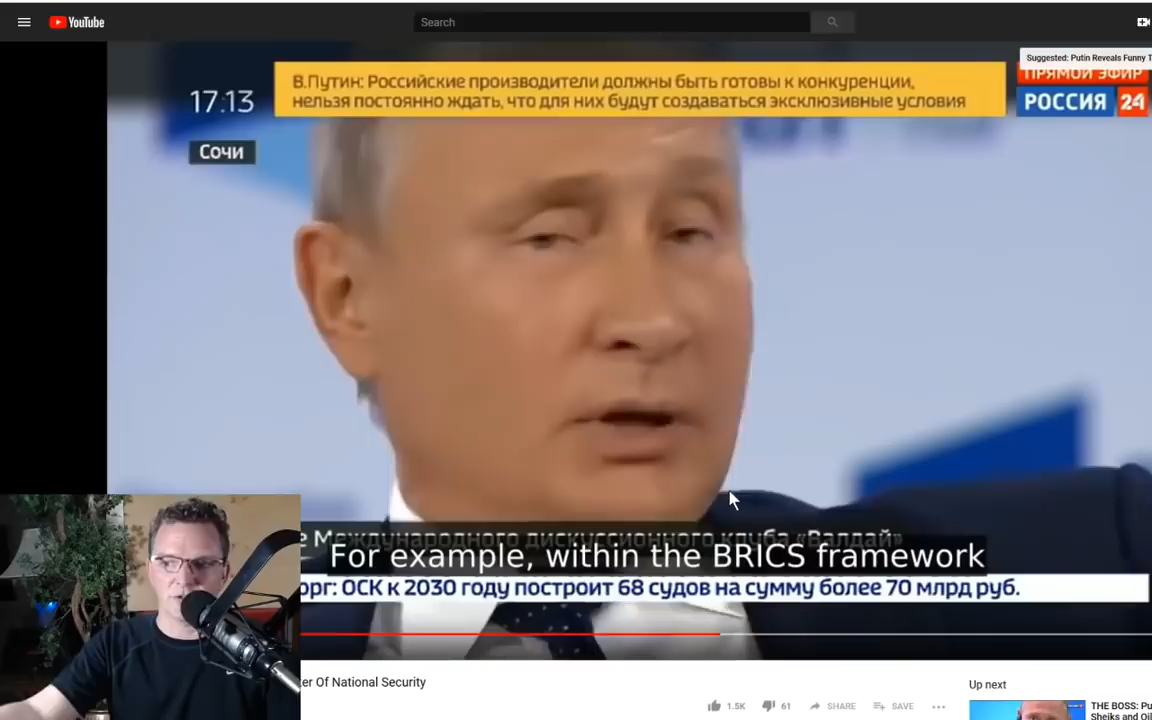 YouTube
Search
Suggested: Putin Reveals Funny T
В.Путин: Российские производители должны быть готовы к конкуренции,
нельзя постоянно ждать, что для них будут создаваться эксклюзивные условия
17:13
ПРЯМОЙ ЭФИР
РОССИЯ 24
Сочи
е Международного дискуссионного клуба «Валдай»
For example, within the BRICS framework
орг: ОСК к 2030 году построит 68 судов на сумму более 70 млрд руб.
er Of National Security
Up next
1.5K
61
SHARE
SAVE
THE BOSS: Pu
Sheiks and Oil